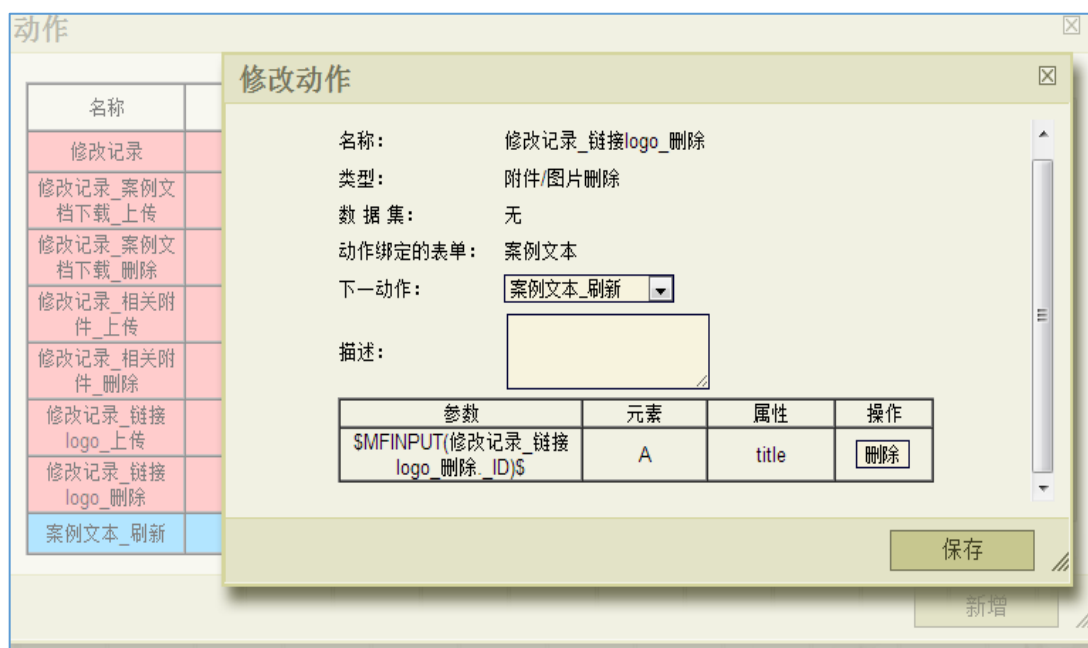 动作
名称
修改记录
修改记录_案例文
档下载_上传
修改记录_案例文
档下载_删除
修改记录_相关附
件_上传
修改记录_相关附
件_删除
修改记录_链接
logo_上传
修改记录_链接
logo_删除
案例文本_刷新
新增
修改动作
名称： 修改记录_链接logo_删除
类型： 附件/图片删除
数 据 集： 无
动作绑定的表单： 案例文本
下一动作： 案例文本_刷新
描述：
参数 元素 属性 操作
$MFINPUT(修改记录_链接
logo_删除._ID)$ A title 删除
保存